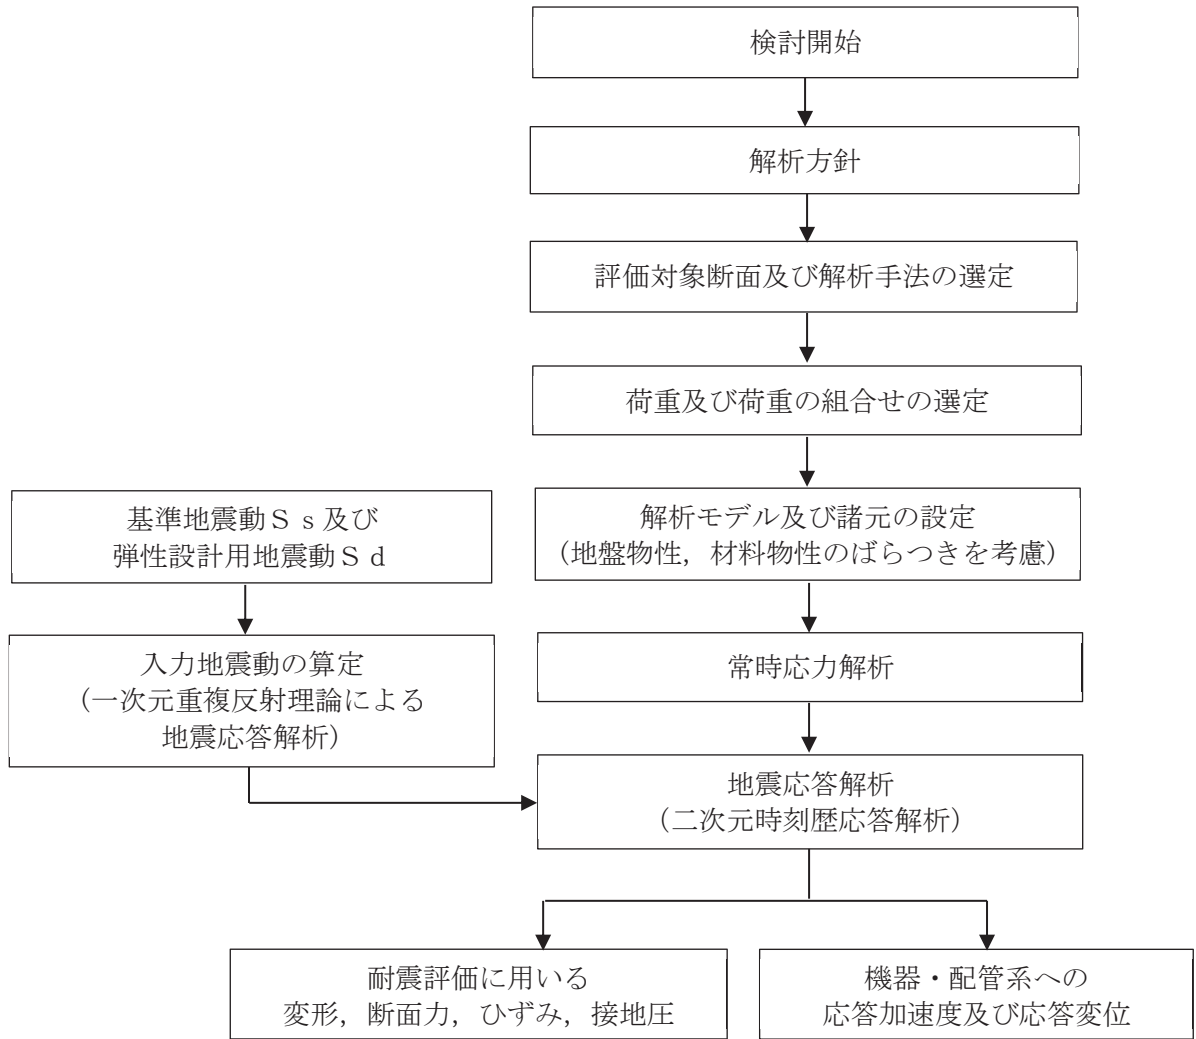 検討開始
解析方針
評価対象断面及び解析手法の選定
荷重及び荷重の組合せの選定
解析モデル及び諸元の設定
（地盤物性，材料物性のばらつきを考慮）
基準地震動Ｓｓ及び
弾性設計用地震動Ｓｄ
入力地震動の算定
（一次元重複反射理論による
地震応答解析）
常時応力解析
地震応答解析
（二次元時刻歴応答解析）
耐震評価に用いる
変形，断面力，ひずみ，接地圧
機器・配管系への
応答加速度及び応答変位